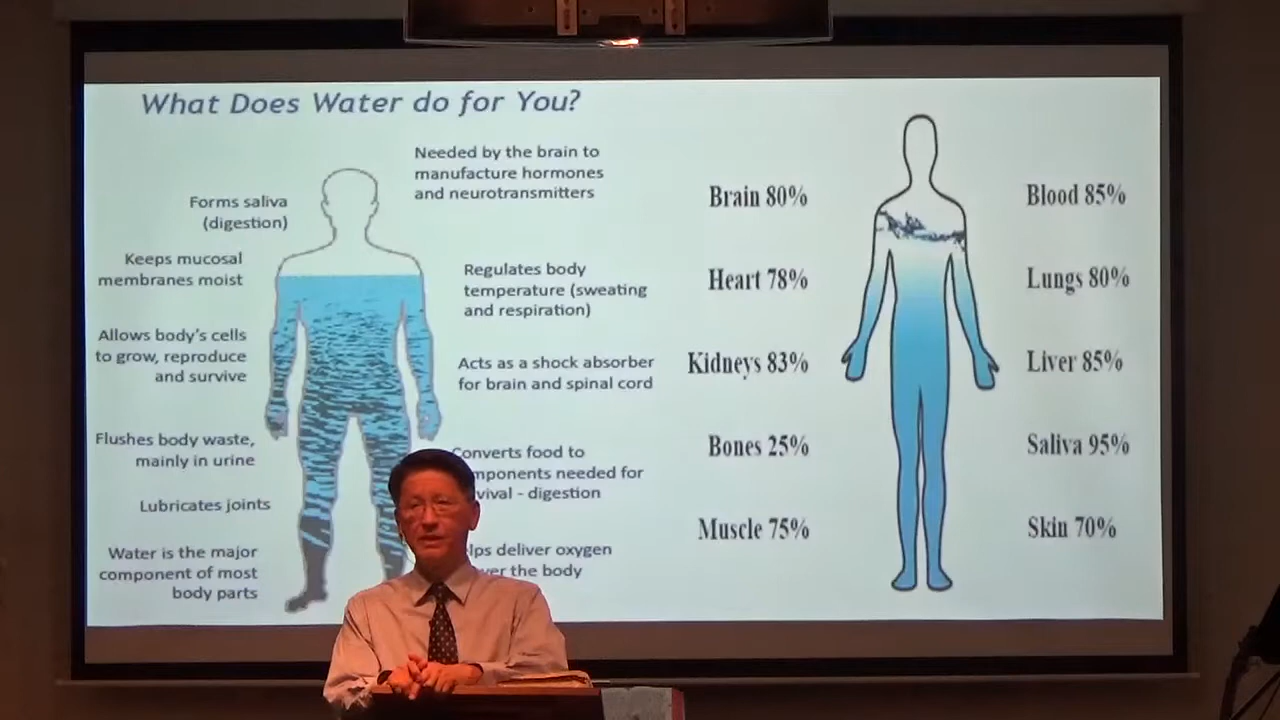 What Does Water do for You?
Needed by the brain to
manufacture hormones
and neurotransmitters
Forms saliva
(digestion)
Keeps mucosal
membranes moist
Regulates body
temperature (sweating
and respiration)
Allows body's cells
to grow, reproduce
and survive
Acts as a shock absorber
for brain and spinal cord
Flushes body waste,
mainly in urine
Converts food to
mponents needed for
vival - digestion
Lubricates joints
Water is the major
component of most
body parts
lps deliver oxygen
ver the body
Brain 80%
Heart 78%
Kidneys 83%
Bones 25%
Muscle 75%
Blood 85%
Lungs 80%
Liver 85%
Saliva 95%
Skin 70%